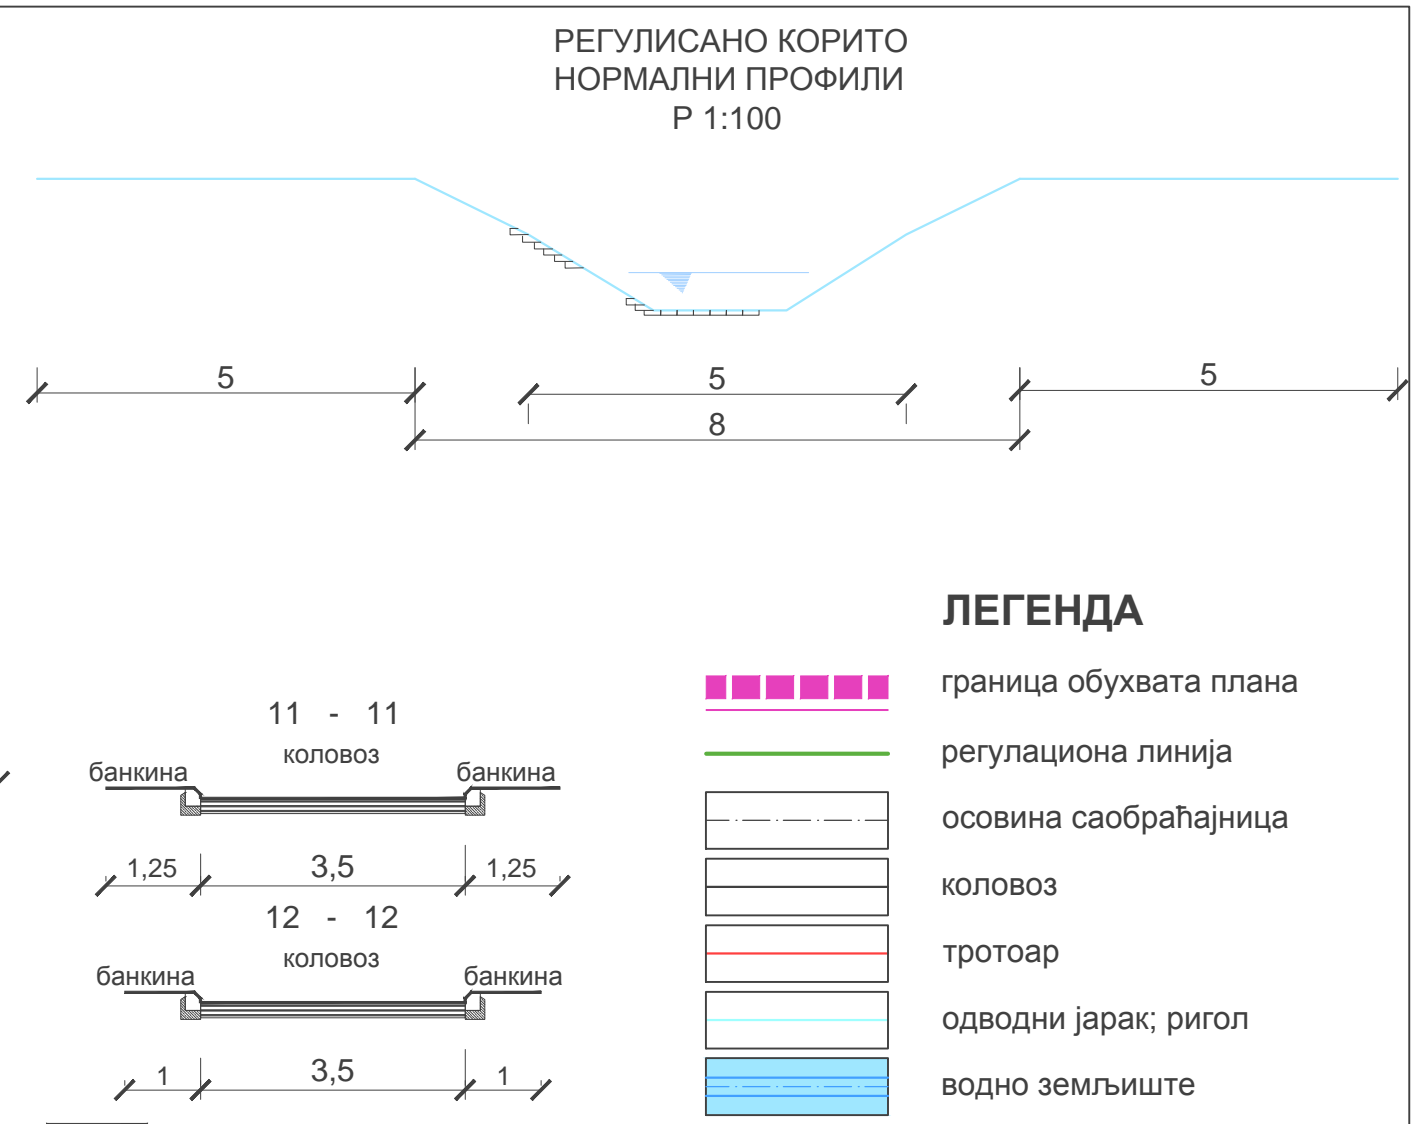 РЕГУЛИСАНО КОРИТО
НОРМАЛНИ ПРОФИЛИ
Р 1:100
5
5
5
8
11 - 11
коловоз
банкина
банкина
1,25
3,5
1,25
12 - 12
коловоз
банкина
банкина
1
3,5
1
ЛЕГЕНДА
граница обухвата плана
регулациона линија
осовина саобраћајница
коловоз
тротоар
одводни јарак; ригол
водно земљиште